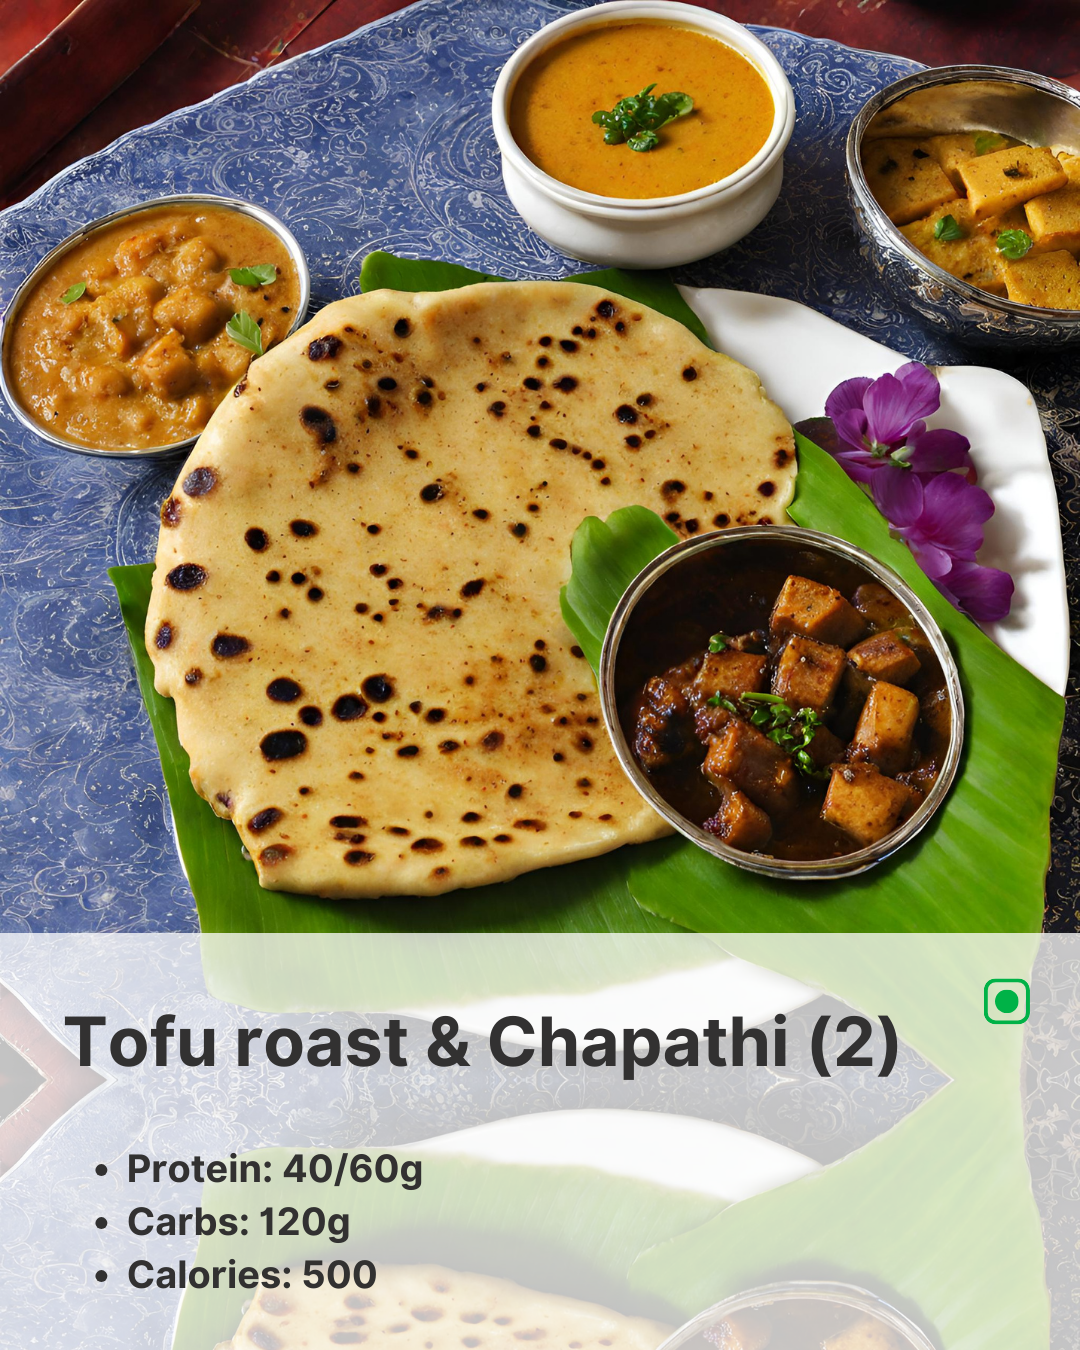 Tofu roast & Chapathi (2)
• Protein: 40/60g
• Carbs: 120g
• Calories: 500